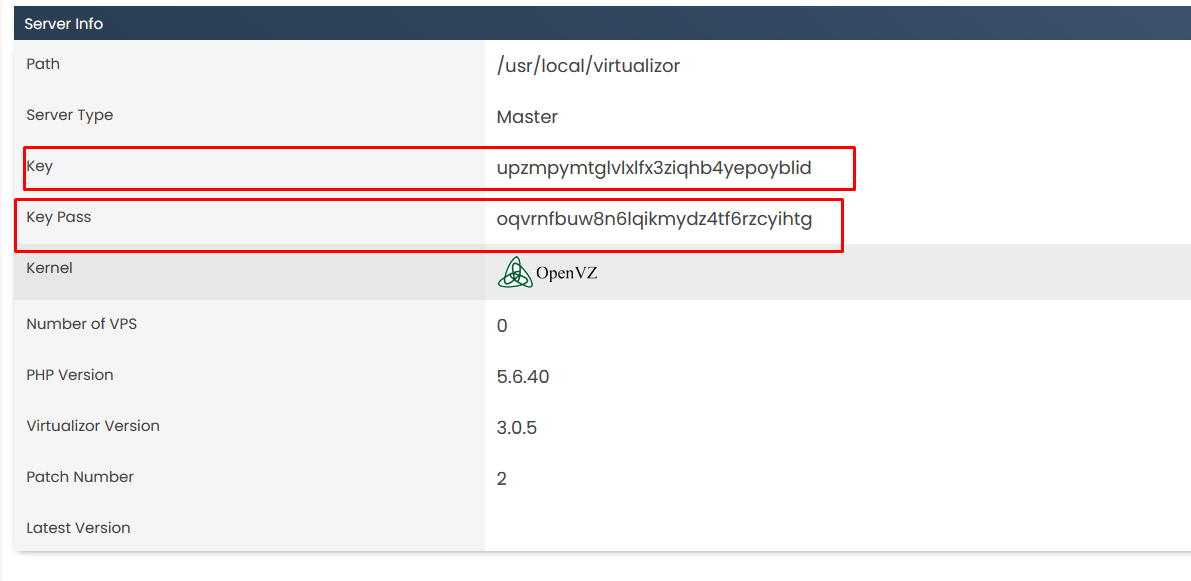 Server Info
Path /usr/local/virtualizor
Server Type Master
Key upzmpymtglvlxlfx3ziqhb4yepoyblid
Key Pass oqvrnfbuw8n6lqikmydz4tf6rzcyihtg
Kernel OpenVZ
Number of VPS 0
PHP Version 5.6.40
Virtualizor Version 3.0.5
Patch Number 2
Latest Version